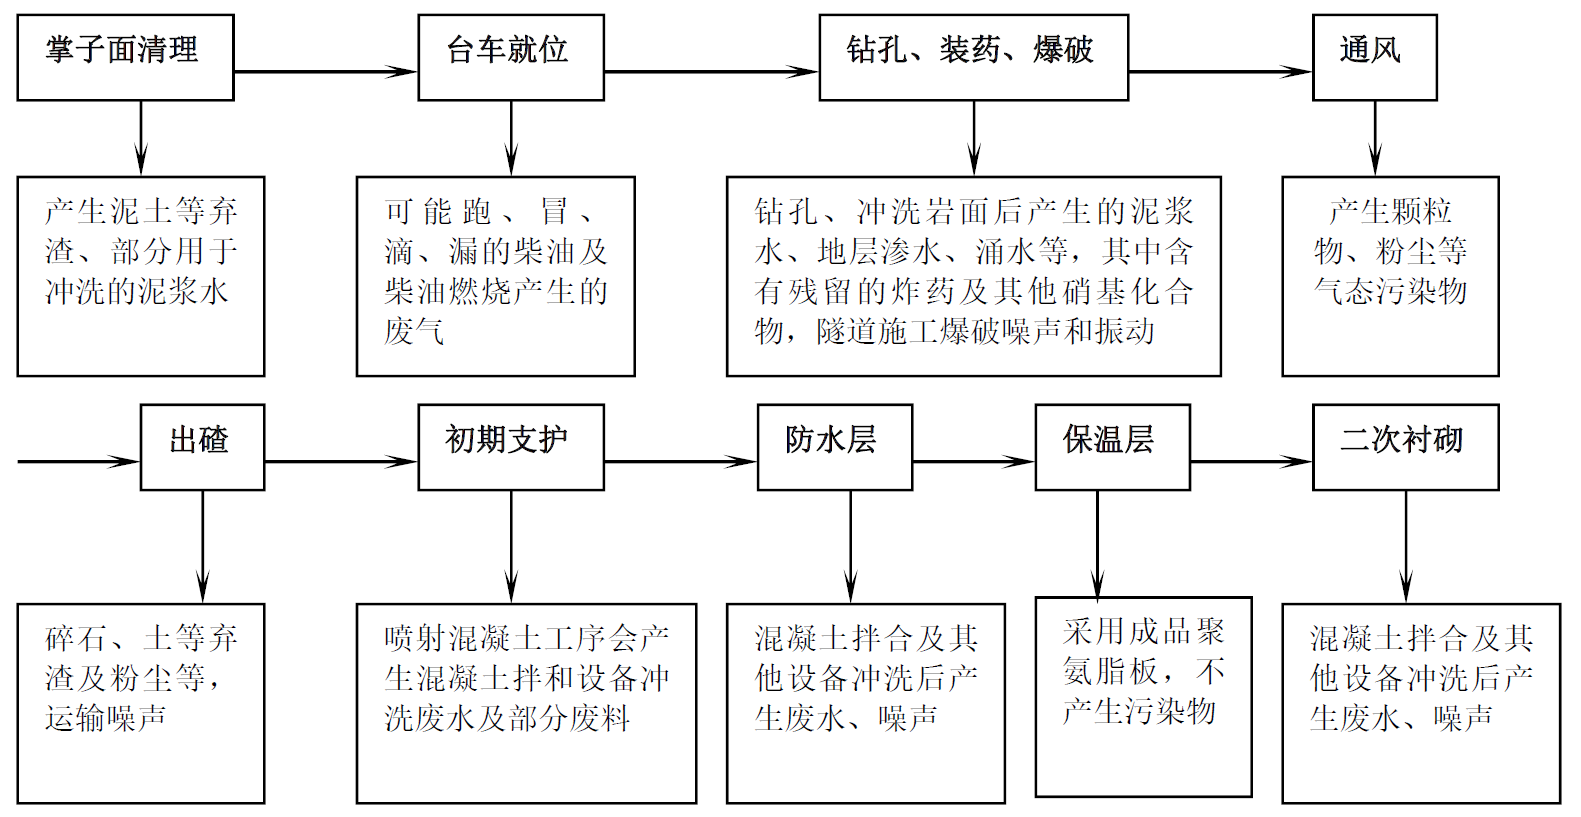 掌子面清理
台车就位
钻孔、装药、爆破
通风
产生泥土等弃
渣、部分用于
冲洗的泥浆水
可能跑、冒、
滴、漏的柴油及
柴油燃烧产生的
废气
钻孔、冲洗岩面后产生的泥浆
水、地层渗水、涌水等，其中含
有残留的炸药及其他硝基化合
物，隧道施工爆破噪声和振动
产生颗粒
物、粉尘等
气态污染物
出碴
初期支护
防水层
保温层
二次衬砌
碎石、土等弃
渣及粉尘等，
运输噪声
喷射混凝土工序会产
生混凝土拌和设备冲
洗废水及部分废料
混凝土拌合及其
他设备冲洗后产
生废水、噪声
采用成品聚
氨脂板，不
产生污染物
混凝土拌合及其
他设备冲洗后产
生废水、噪声